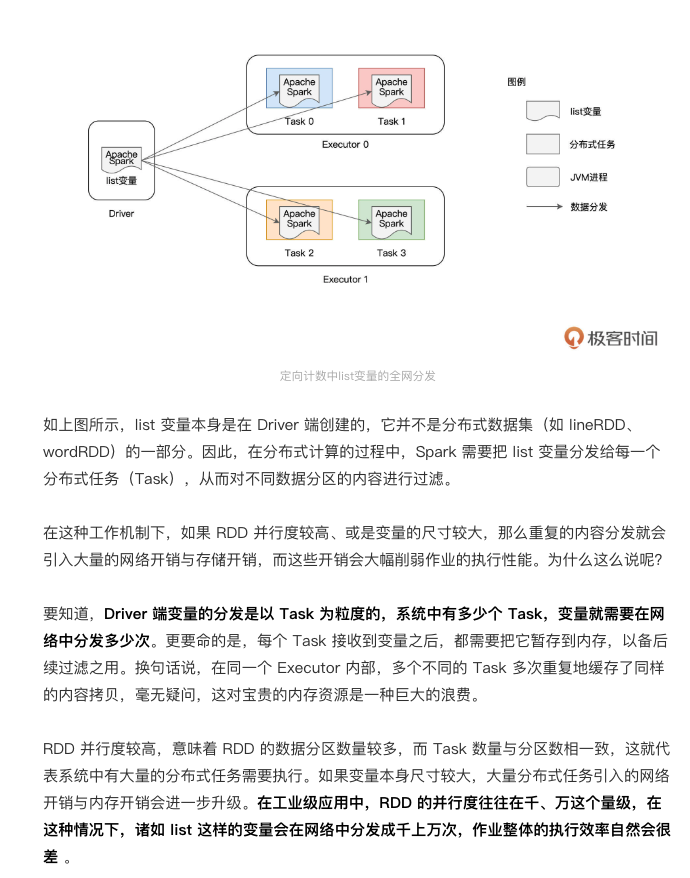 Apache
Spark
Apache
Spark
Task 0
Task 1
Executor 0
Apache
Spark
list变量
Driver
Apache
Spark
Apache
Spark
Task 2
Task 3
Executor 1
图例
list变量
分布式任务
JVM进程
数据分发
极客时间
定向计数中list变量的全网分发
如上图所示，list 变量本身是在 Driver 端创建的，它并不是分布式数据集（如 lineRDD、
wordRDD）的一部分。因此，在分布式计算的过程中，Spark 需要把 list 变量分发给每一个
分布式任务（Task），从而对不同数据分区的内容进行过滤。
在这种工作机制下，如果 RDD 并行度较高、或是变量的尺寸较大，那么重复的内容分发就会
引入大量的网络开销与存储开销，而这些开销会大幅削弱作业的执行性能。为什么这么说呢？
要知道，Driver 端变量的分发是以 Task 为粒度的，系统中有多少个 Task，变量就需要在网
络中分发多少次。更要命的是，每个 Task 接收到变量之后，都需要把它暂存到内存，以备后
续过滤之用。换句话说，在同一个 Executor 内部，多个不同的 Task 多次重复地缓存了同样
的内容拷贝，毫无疑问，这对宝贵的内存资源是一种巨大的浪费。
RDD 并行度较高，意味着 RDD 的数据分区数量较多，而 Task 数量与分区数相一致，这就代
表系统中有大量的分布式任务需要执行。如果变量本身尺寸较大，大量分布式任务引入的网络
开销与内存开销会进一步升级。在工业级应用中，RDD 的并行度往往在千、万这个量级，在
这种情况下，诸如 list 这样的变量会在网络中分发成千上万次，作业整体的执行效率自然会很
差 。